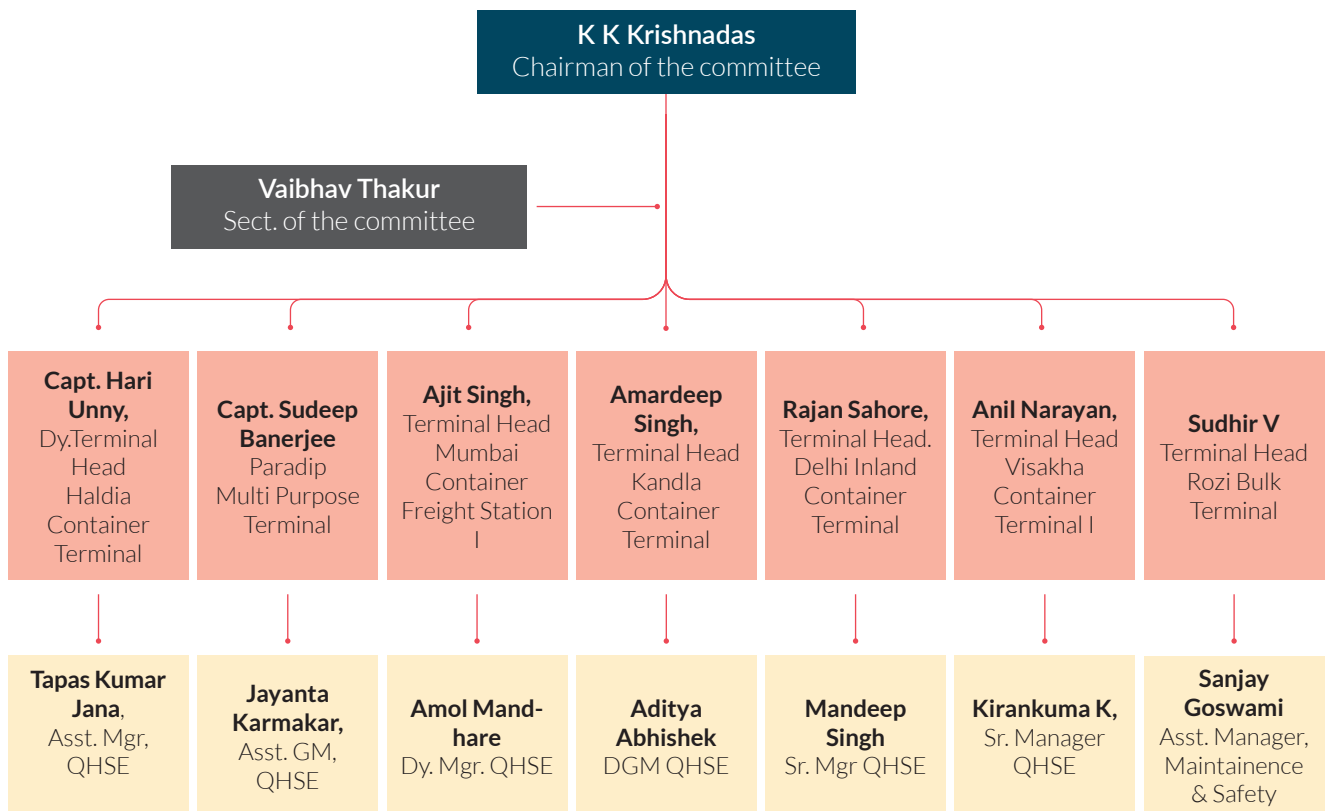 K K Krishnadas
Chairman of the committee
Vaibhav Thakur
Sect. of the committee
Capt. Hari
Unny,
Dy.Terminal
Head
Haldia
Container
Terminal
Capt. Sudeep
Banerjee
Paradip
Multi Purpose
Terminal
Ajit Singh,
Terminal Head
Mumbai
Container
Freight Station
I
Amardeep
Singh,
Terminal Head
Kandla
Container
Terminal
Rajan Sahore,
Terminal Head.
Delhi Inland
Container
Terminal
Anil Narayan,
Terminal Head
Visakha
Container
Terminal I
Sudhir V
Terminal Head
Rozi Bulk
Terminal
Tapas Kumar
Jana,
Asst. Mgr,
QHSE
Jayanta
Karmakar,
Asst. GM,
QHSE
Amol Mand-
hare
Dy. Mgr. QHSE
Aditya
Abhishek
DGM QHSE
Mandeep
Singh
Sr. Mgr QHSE
Kirankuma K,
Sr. Manager
QHSE
Sanjay
Goswami
Asst. Manager,
Maintainence
& Safety